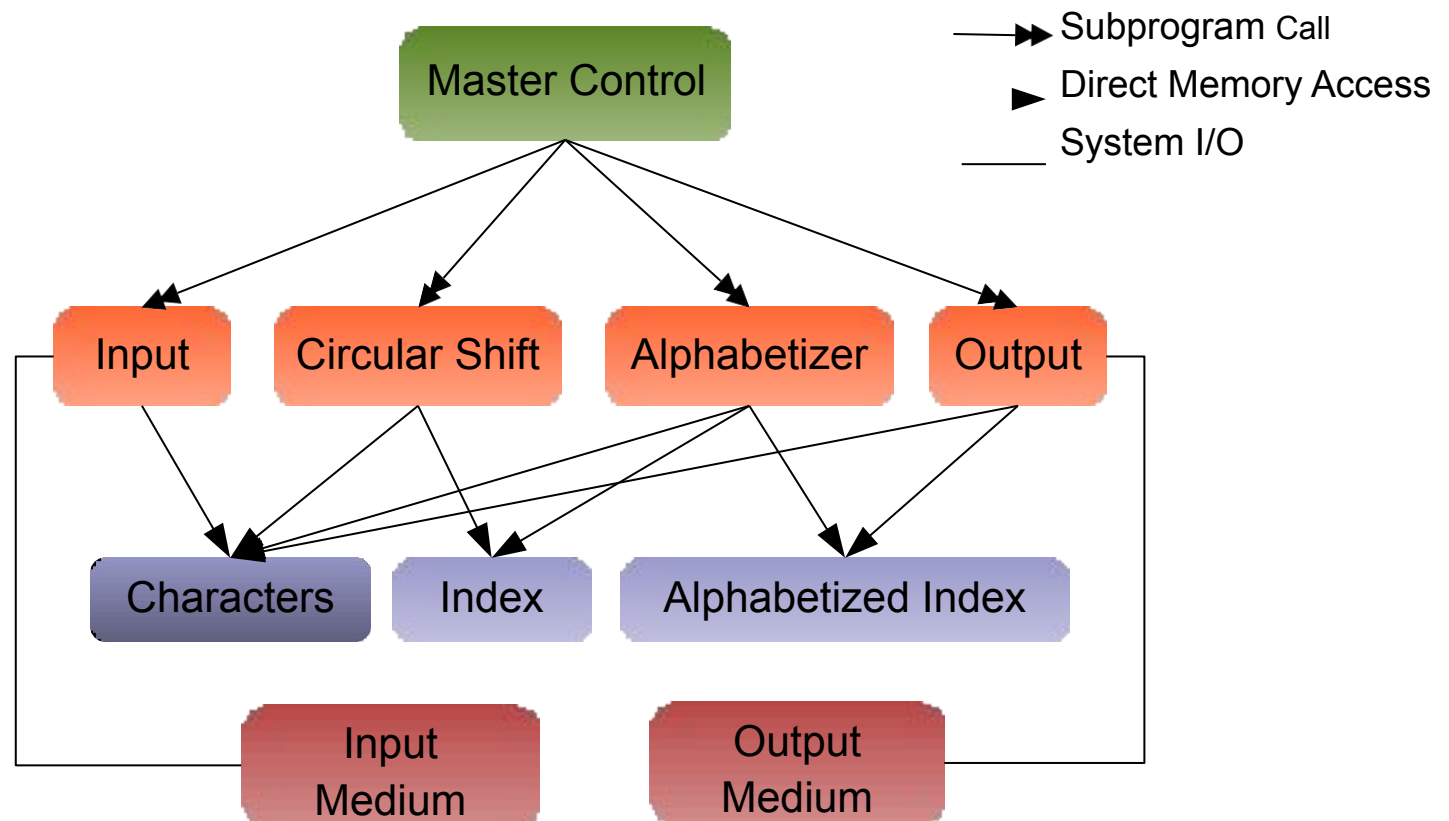 Subprogram Call
Master Control
Direct Memory Access
System I/O
Input
Circular Shift
Alphabetizer
Output
Characters
Index
Alphabetized Index
Input
Medium
Output
Medium